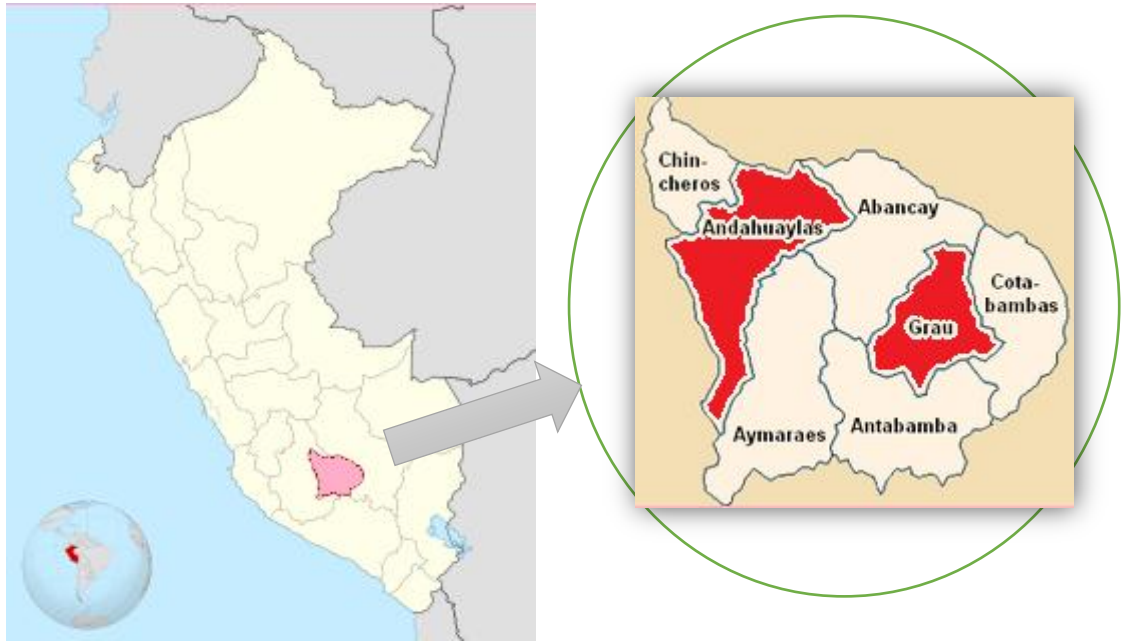 Chin-
cheros
Abancay
Andahuaylas
Cota-
bambas
Grau
Aymaraes
Antabamba